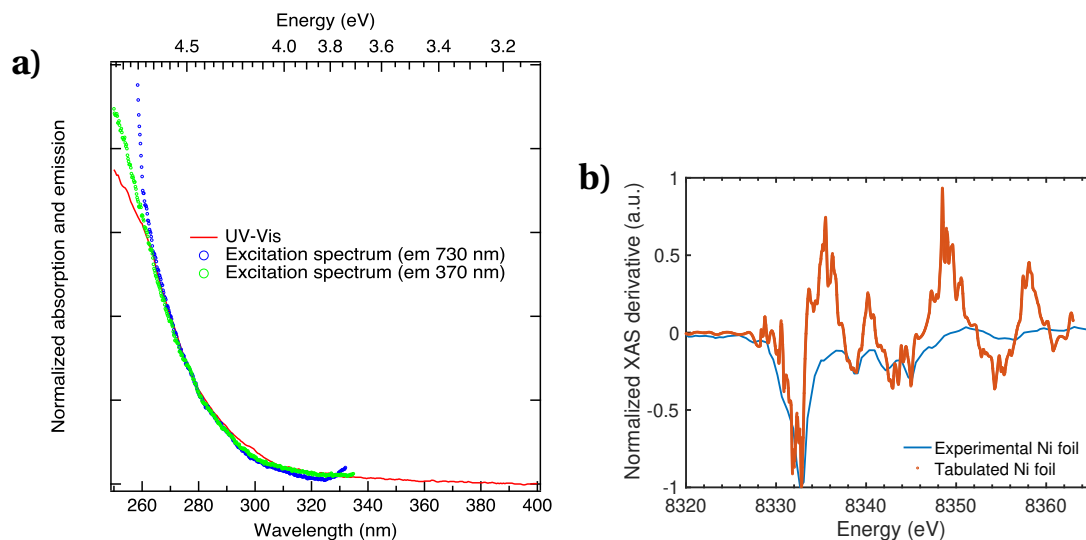 a)
Energy (eV)
4.5 4.0 3.8 3.6 3.4 3.2
Normalized absorption and emission
UV-Vis
Excitation spectrum (em 730 nm)
Excitation spectrum (em 370 nm)
260 280 300 320 340 360 380 400
Wavelength (nm)
b)
Normalized XAS derivative (a.u.)
1
0.5
0
-0.5
-1
Experimental Ni foil
Tabulated Ni foil
8320 8330 8340 8350 8360
Energy (eV)